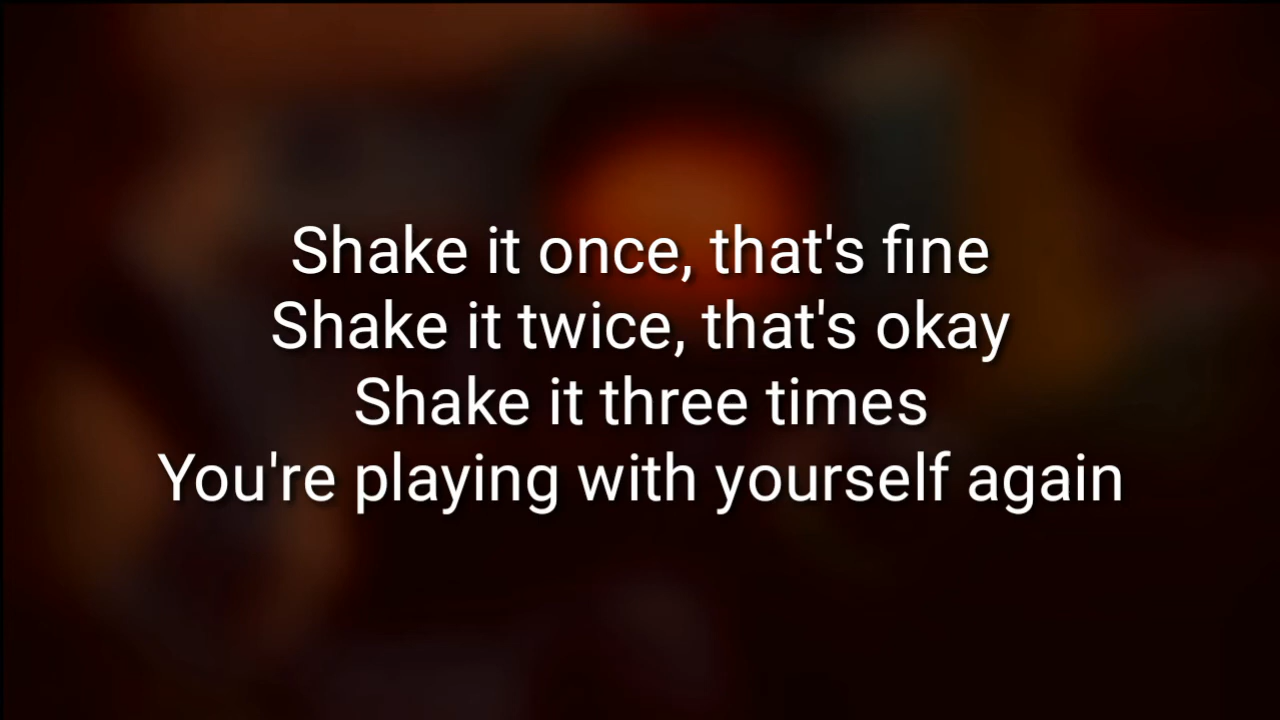 Shake it once, that's fine
Shake it twice, that's okay
Shake it three times
You're playing with yourself again